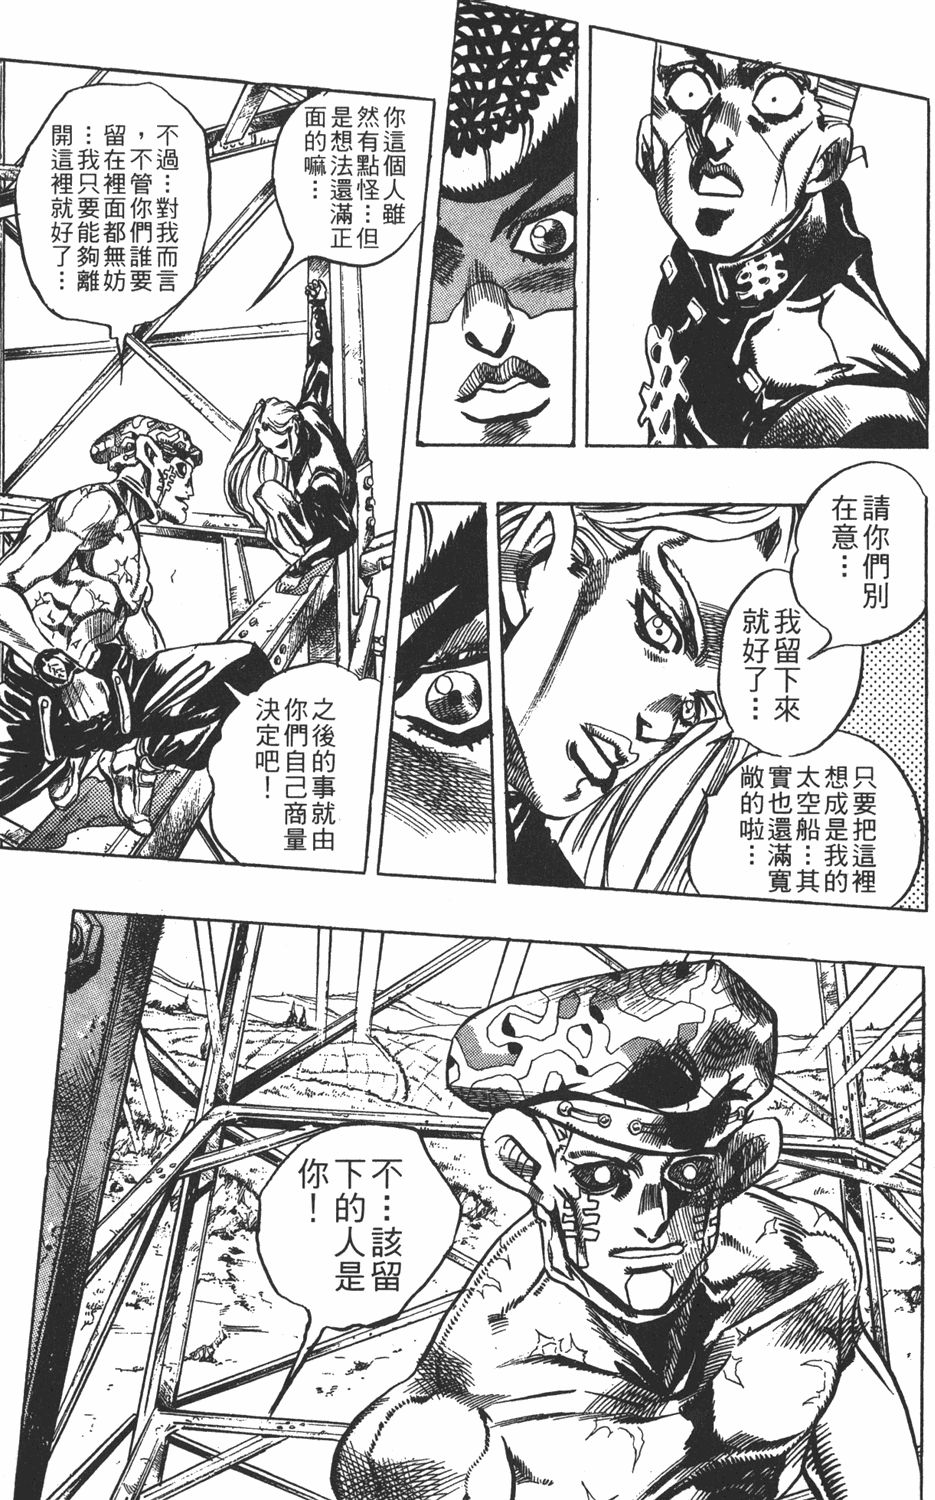 請你們別
在意…
我留下來
就好了…
只要把這裡
想成是我的
太空船…其
實也還滿寬
敞的啦…
你這個人雖
然有點怪…但
是想法還滿正
面的嘛…
不過…對我而言
，不管你們誰要
留在裡面都無妨
…我只要能夠離
開這裡就好了…
之後的事就由
你們自己商量
決定吧！
不…該留
下的人是
你！